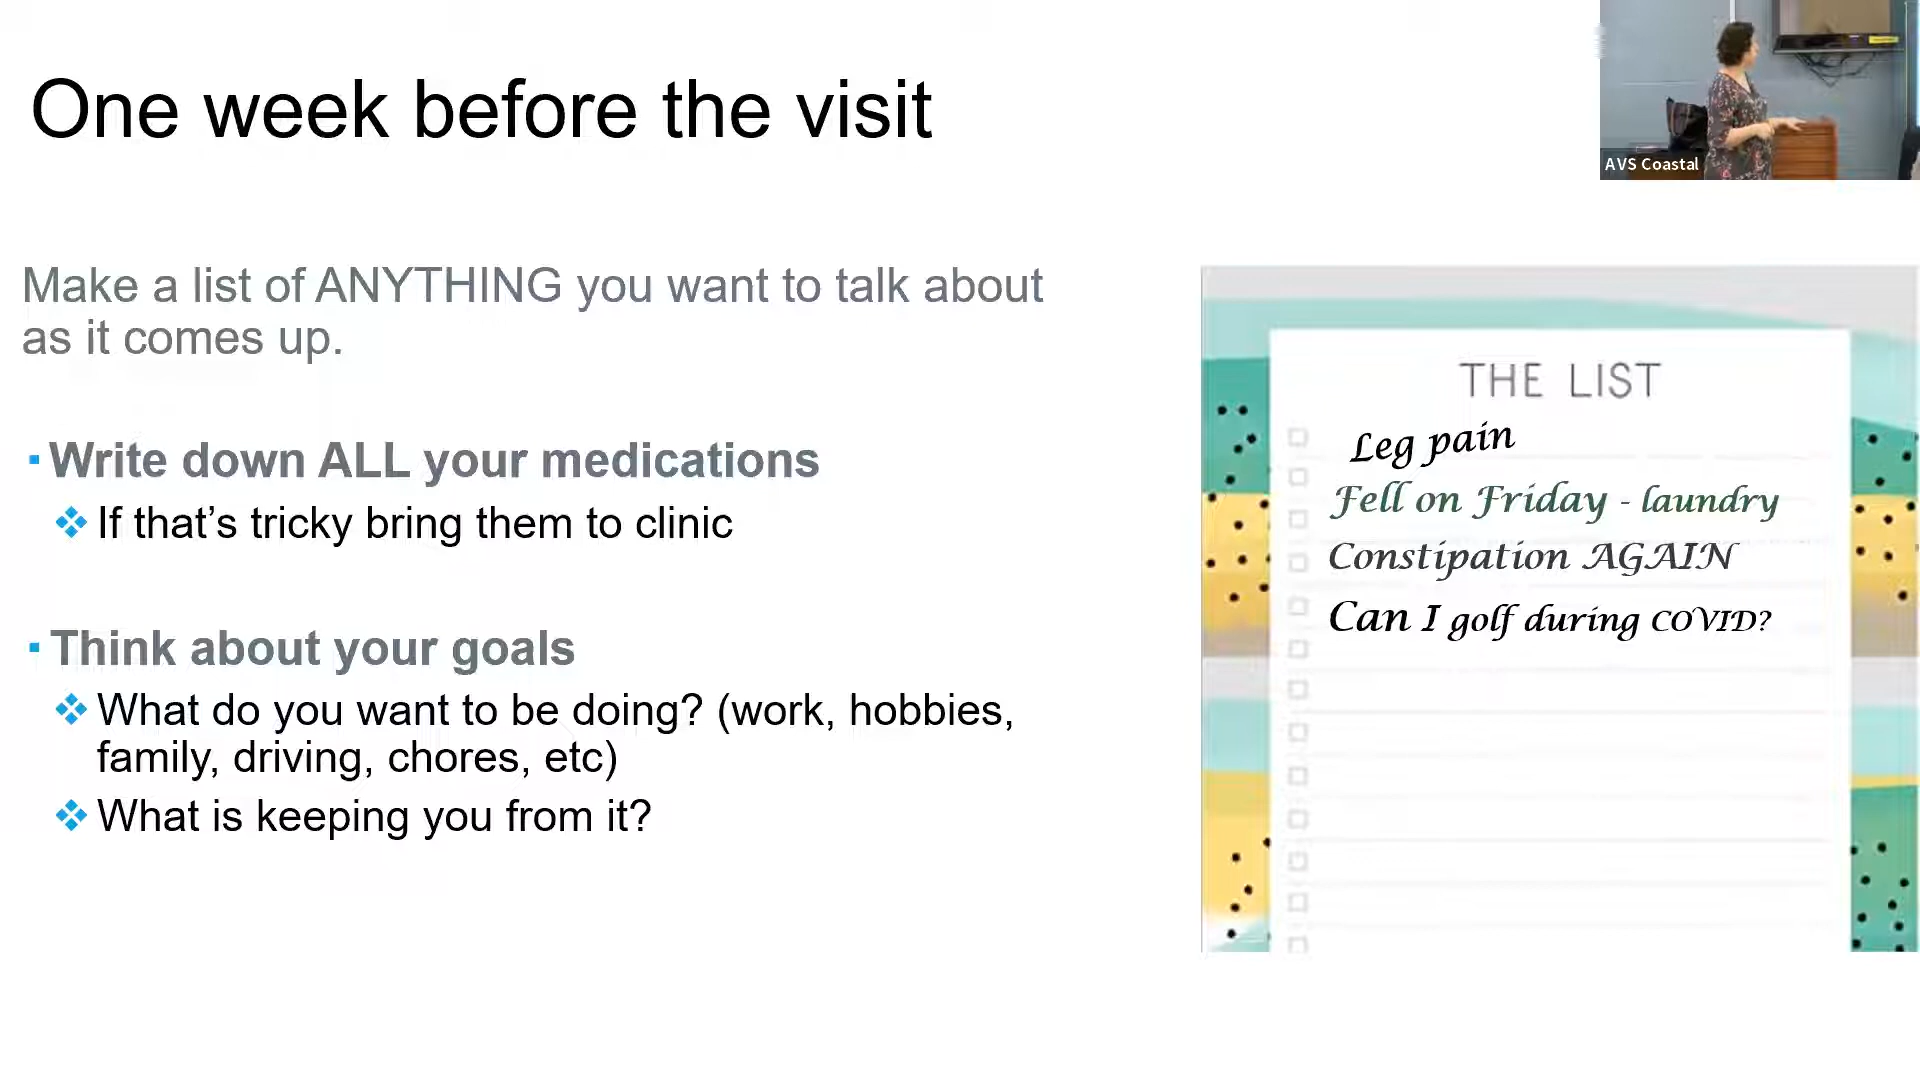 One week before the visit
AVS Coastal
Make a list of ANYTHING you want to talk about
as it comes up.
▪Write down ALL your medications
❖ If that’s tricky bring them to clinic
▪Think about your goals
❖ What do you want to be doing? (work, hobbies,
family, driving, chores, etc)
❖ What is keeping you from it?
THE LIST
Leg pain
Fell on Friday - laundry
Constipation AGAIN
Can I golf during COVID?